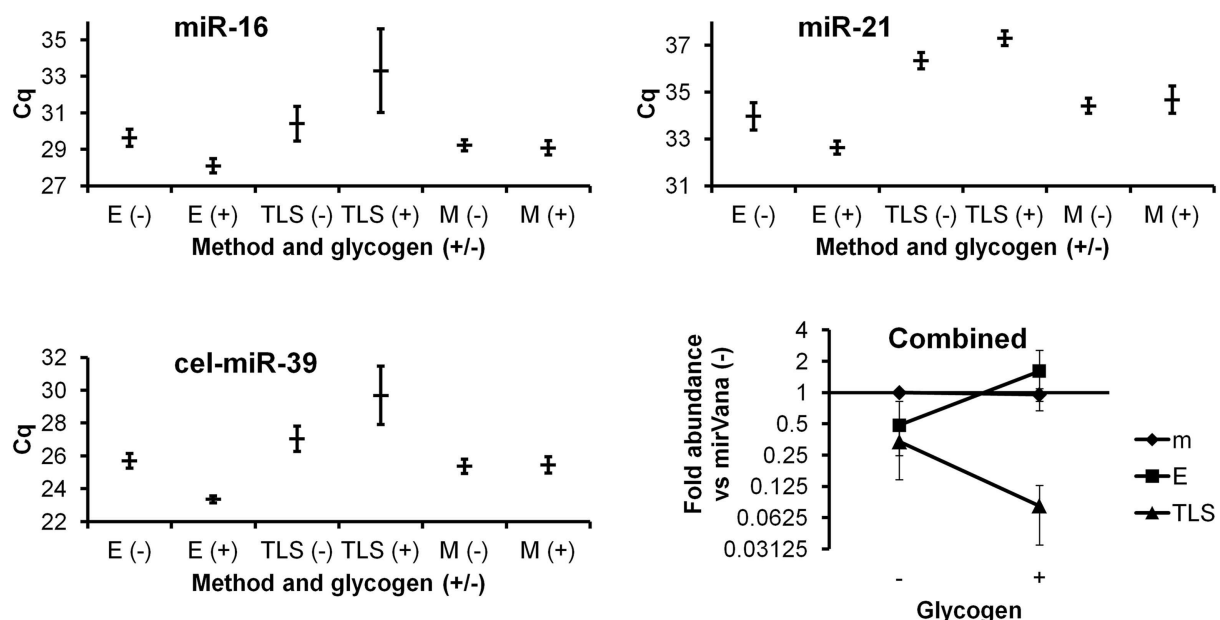 miR-16
Cq
35
33
31
29
27
E (-) E (+) TLS (-) TLS (+) M (-) M (+)
Method and glycogen (+/-)
miR-21
Cq
37
35
33
31
E (-) E (+) TLS (-) TLS (+) M (-) M (+)
Method and glycogen (+/-)
cel-miR-39
Cq
32
30
28
26
24
22
E (-) E (+) TLS (-) TLS (+) M (-) M (+)
Method and glycogen (+/-)
Combined
Fold abundance
vs mirVana (-)
4
2
1
0.5
0.25
0.125
0.0625
0.03125
- +
Glycogen
m
E
TLS